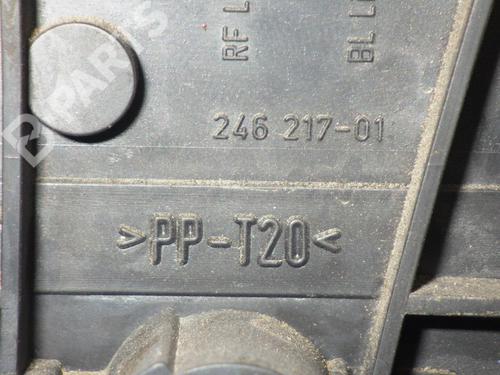 B PARTS
RF L
BL L
246 217-01
>PP-T20<